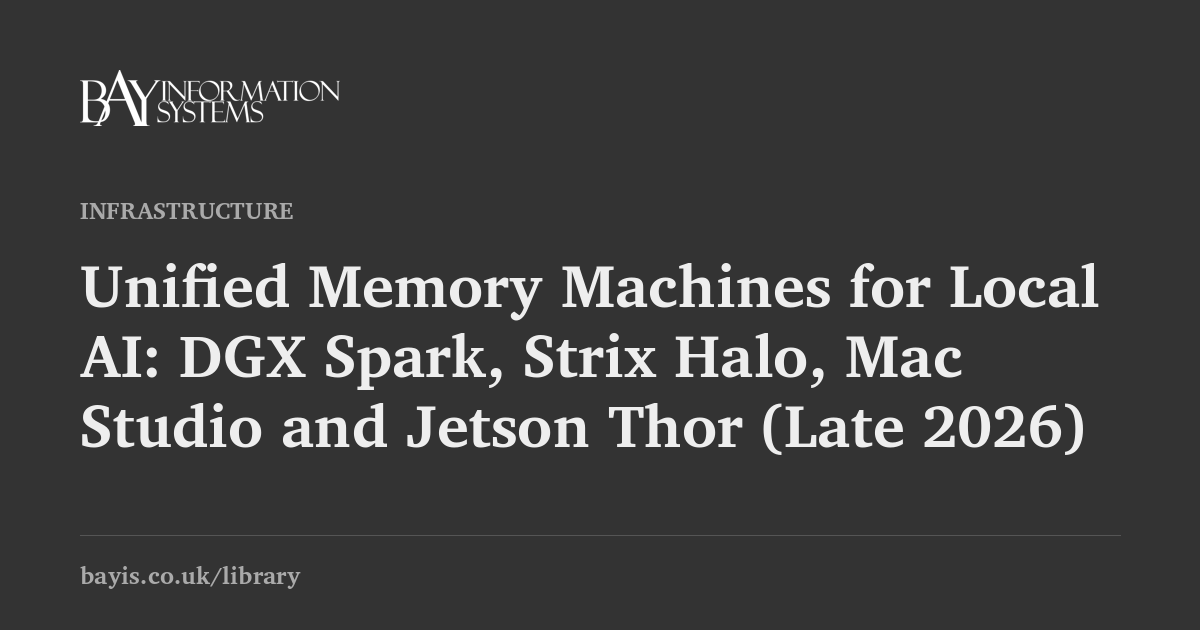 BAY INFORMATION
SYSTEMS
INFRASTRUCTURE
Unified Memory Machines for Local
AI: DGX Spark, Strix Halo, Mac
Studio and Jetson Thor (Late 2026)
bayis.co.uk/library